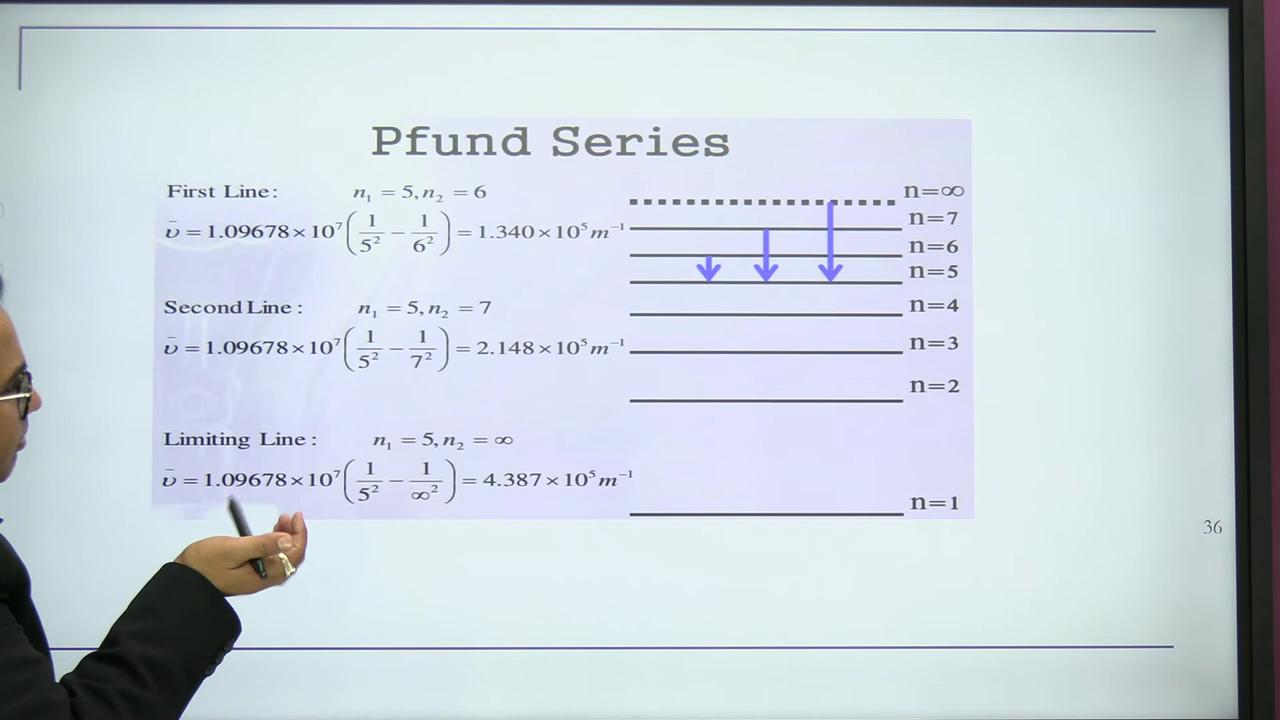 Pfund Series
First Line: n₁ = 5, n₂ = 6
ῡ = 1.09678×10⁷(1/5² − 1/6²) = 1.340×10⁵m⁻¹
Second Line: n₁ = 5, n₂ = 7
ῡ = 1.09678×10⁷(1/5² − 1/7²) = 2.148×10⁵m⁻¹
Limiting Line: n₁ = 5, n₂ = ∞
ῡ = 1.09678×10⁷(1/5² − 1/∞²) = 4.387×10⁵m⁻¹
n=∞
n=7
n=6
n=5
n=4
n=3
n=2
n=1
36